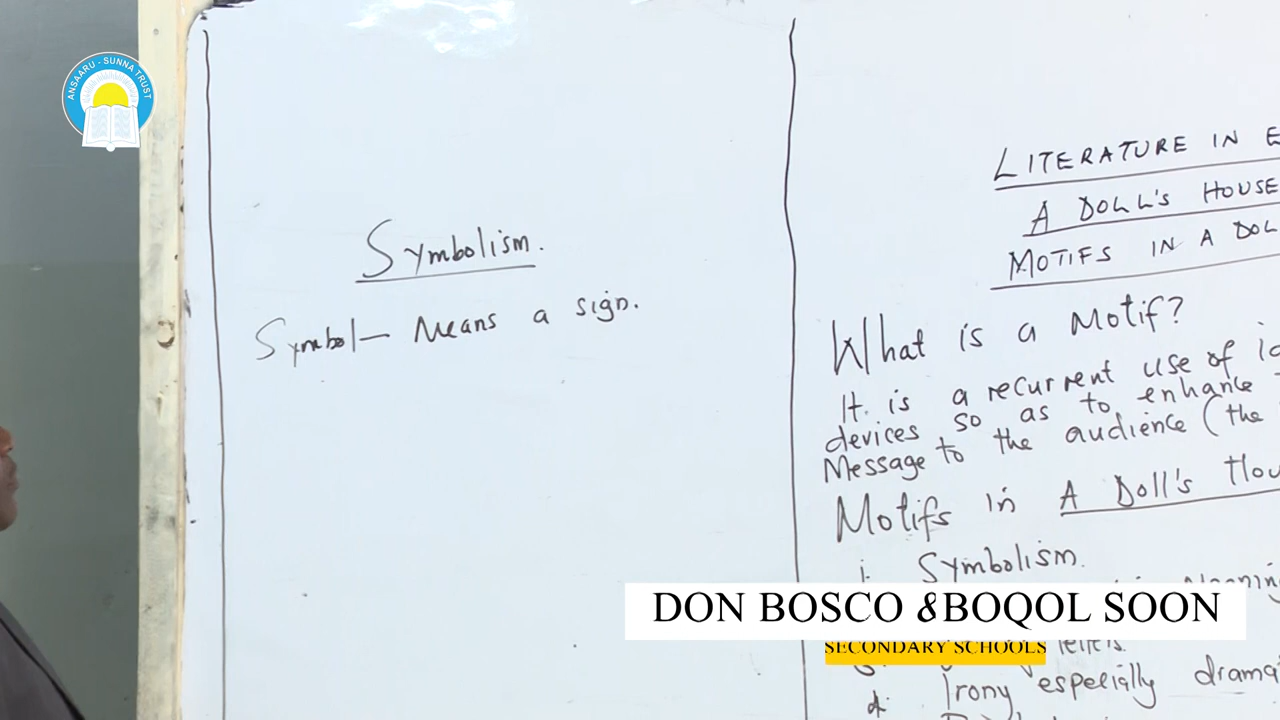 ANSAARU - SUNNA TRUST
Symbolism.
Symbol - Means a sign.
LITERATURE IN E
A DOLL'S HOUSE
MOTIFS IN A DOL
What is a Motif?
It is a recurrent use of
devices so as to enhance
Message to the audience (the
Motifs in A Doll's Hou
i. Symbolism.
DON BOSCO &BOQOL SOON
SECONDARY SCHOOLS
Irony especially drama